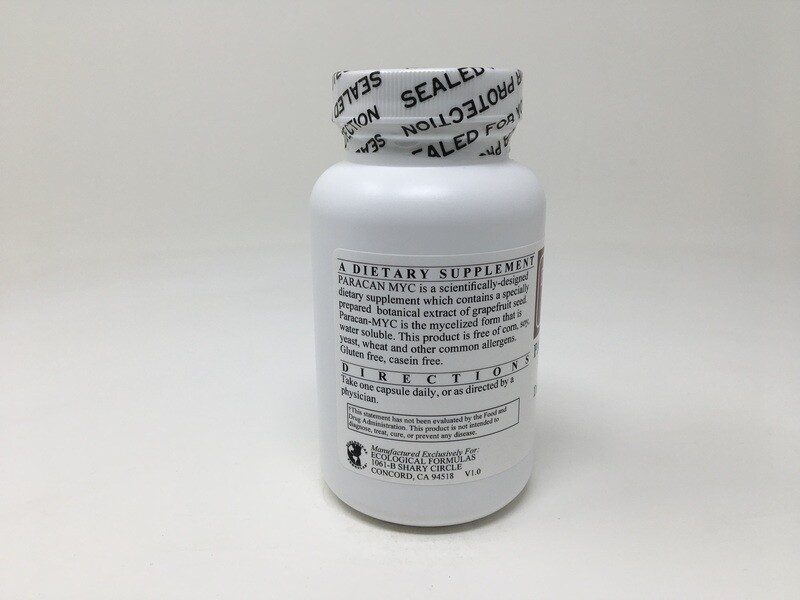 SEALED
SEALED FOR
PROTECTION
A DIETARY SUPPLEMENT
PARACAN MYC is a scientifically-designed
dietary supplement which contains a specially
prepared botanical extract of grapefruit seed.
Paracan-MYC is the mycelized form that is
water soluble. This product is free of corn, soy,
yeast, wheat and other common allergens.
Gluten free, casein free.
DIRECTIONS
Take one capsule daily, or as directed by a
physician.
†This statement has not been evaluated by the Food and
Drug Administration. This product is not intended to
diagnose, treat, cure, or prevent any disease.
Manufactured Exclusively For:
ECOLOGICAL FORMULAS
1061-B SHARY CIRCLE
CONCORD, CA 94518 V1.0